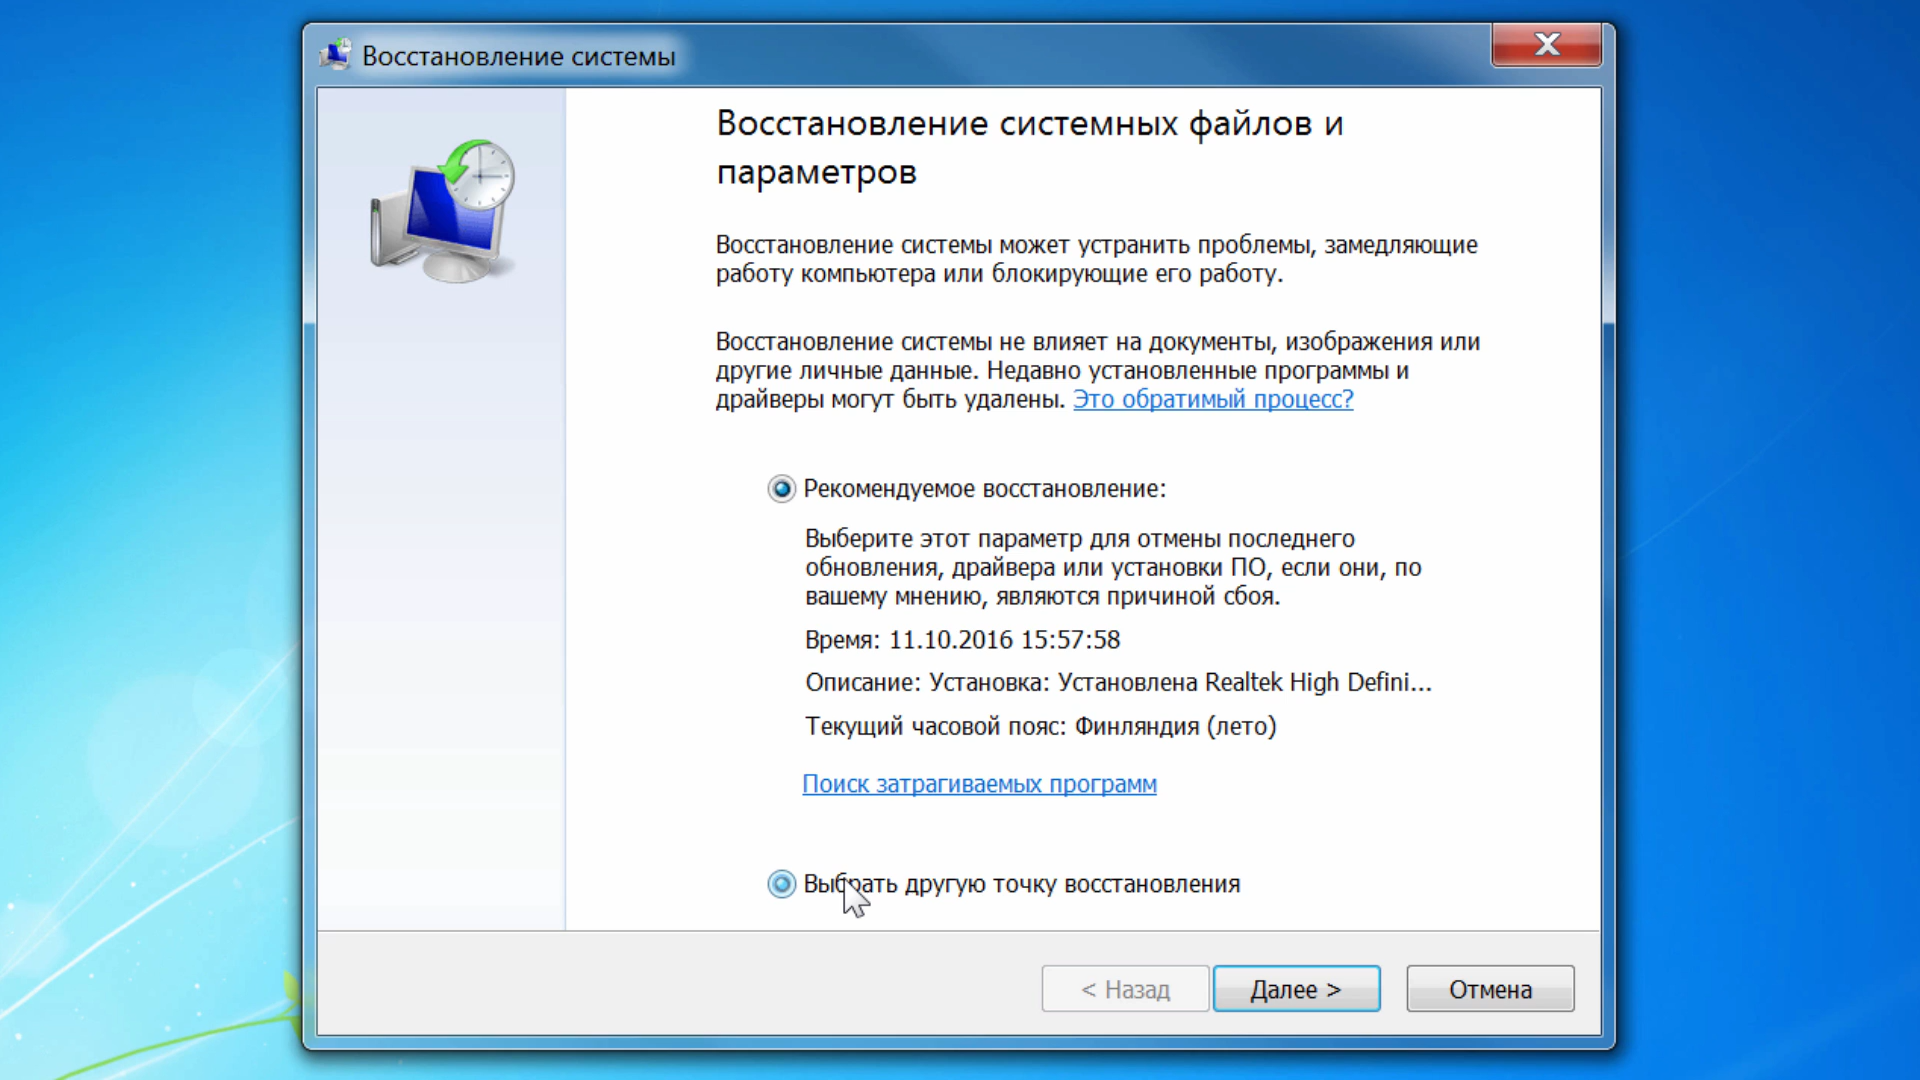 Восстановление системы
Восстановление системных файлов и
параметров
Восстановление системы может устранить проблемы, замедляющие
работу компьютера или блокирующие его работу.
Восстановление системы не влияет на документы, изображения или
другие личные данные. Недавно установленные программы и
драйверы могут быть удалены. Это обратимый процесс?
Рекомендуемое восстановление:
Выберите этот параметр для отмены последнего
обновления, драйвера или установки ПО, если они, по
вашему мнению, являются причиной сбоя.
Время: 11.10.2016 15:57:58
Описание: Установка: Установлена Realtek High Defini...
Текущий часовой пояс: Финляндия (лето)
Поиск затрагиваемых программ
Выбрать другую точку восстановления
< Назад
Далее >
Отмена